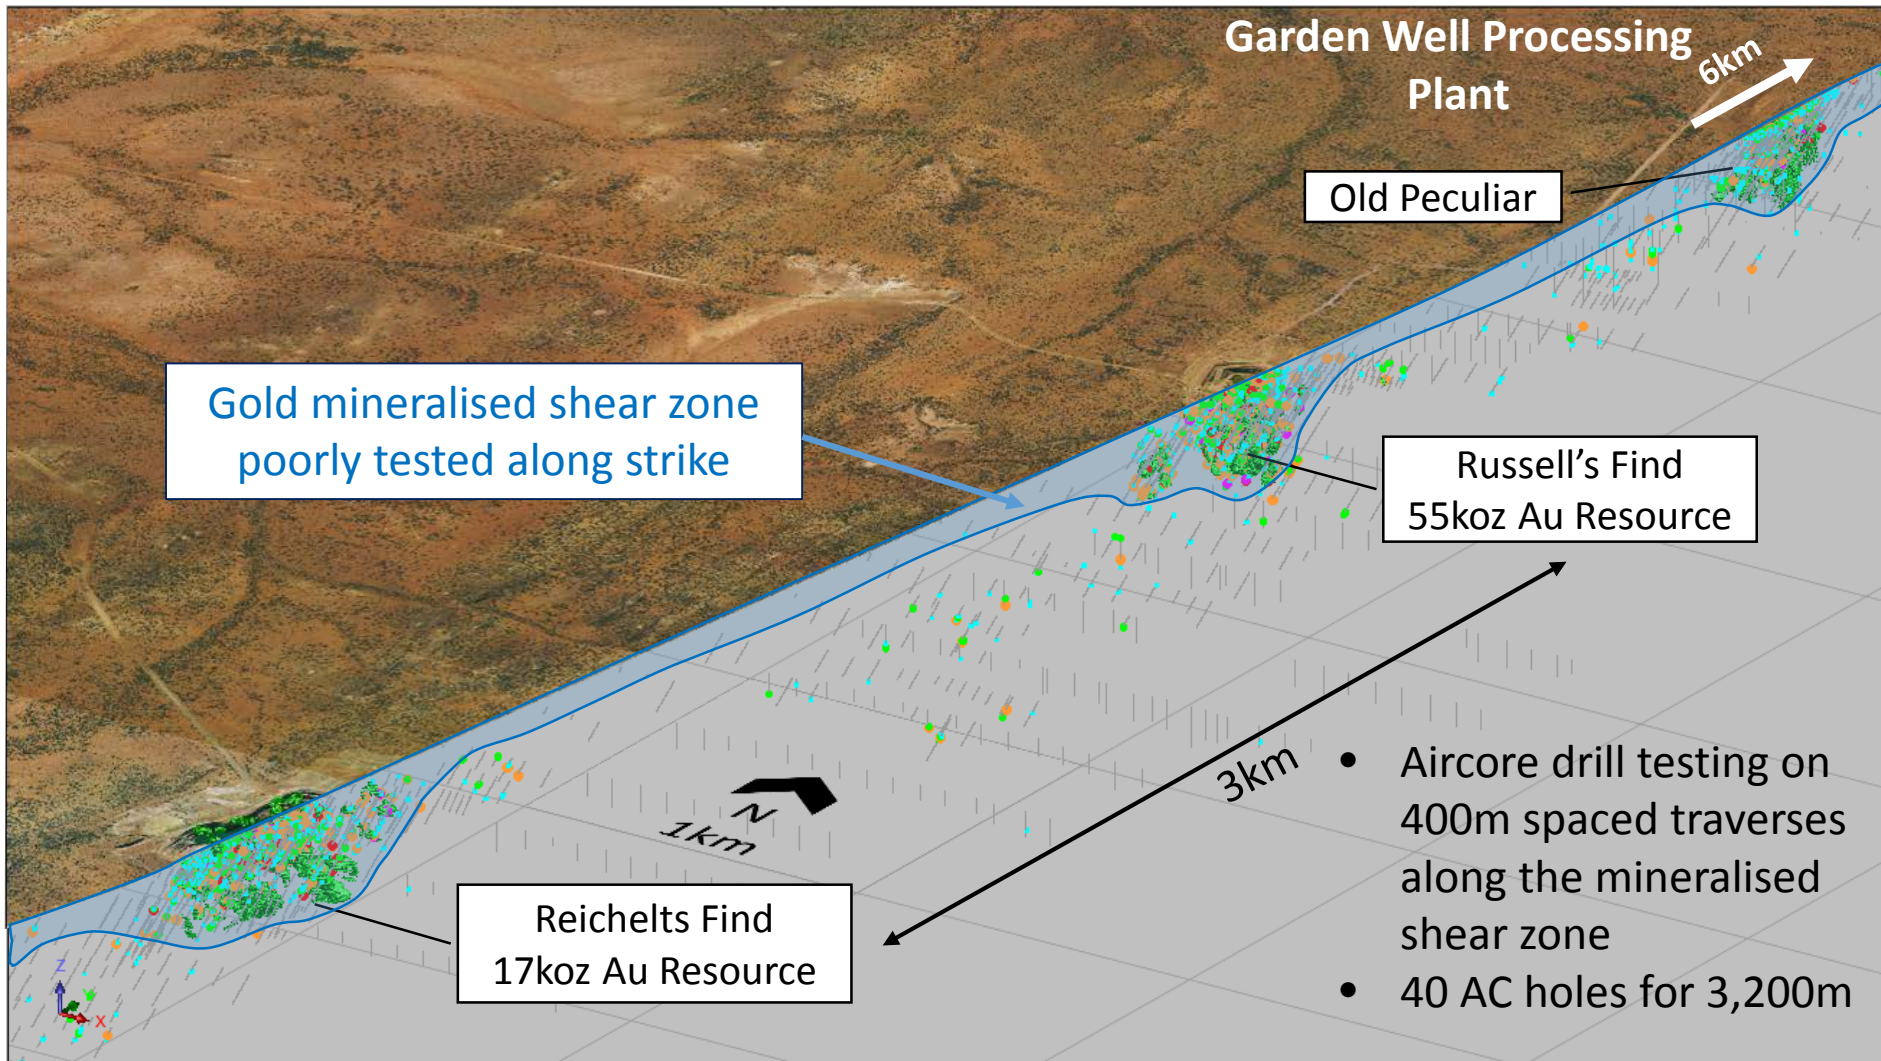 Garden Well Processing
Plant
6km
Old Peculiar
Gold mineralised shear zone
poorly tested along strike
Russell’s Find
55koz Au Resource
3km
N
1km
Reichelts Find
17koz Au Resource
• Aircore drill testing on
400m spaced traverses
along the mineralised
shear zone
• 40 AC holes for 3,200m
Z
Y
X